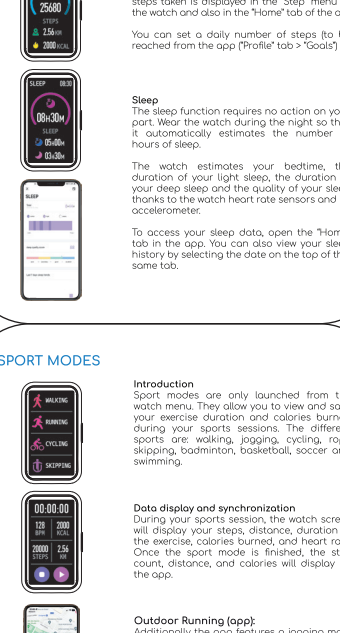 25680
STEPS
2.56 KM
2000 KCAL
steps taken is displayed in the "Step" menu
the watch and also in the "Home" tab of the a
You can set a daily number of steps (to
reached from the app ("Profile" tab > "Goals")
SLEEP 08:30
08H30M
SLEEP
05H00M
03H30M
Sleep
The sleep function requires no action on yo
part. Wear the watch during the night so th
it automatically estimates the number
hours of sleep.
The watch estimates your bedtime, th
duration of your light sleep, the duration
your deep sleep and the quality of your slee
thanks to the watch heart rate sensors and
accelerometer.
To access your sleep data, open the "Hom
tab in the app. You can also view your slee
history by selecting the date on the top of th
same tab.
SLEEP
SPORT MODES
WALKING
RUNNING
CYCLING
SKIPPING
Introduction
Sport modes are only launched from t
watch menu. They allow you to view and sa
your exercise duration and calories burn
during your sports sessions. The differe
sports are: walking, jogging, cycling, ro
skipping, badminton, basketball, soccer a
swimming.
00:00:00
128 2000
BPM KCAL
20000 2.56
STEPS KM
Data display and synchronization
During your sports session, the watch scre
will display your steps, distance, duration
the exercise, calories burned, and heart ra
Once the sport mode is finished, the st
count, distance, and calories will display
the app.
Outdoor Running (app):
Additionally the app features a jogging mo